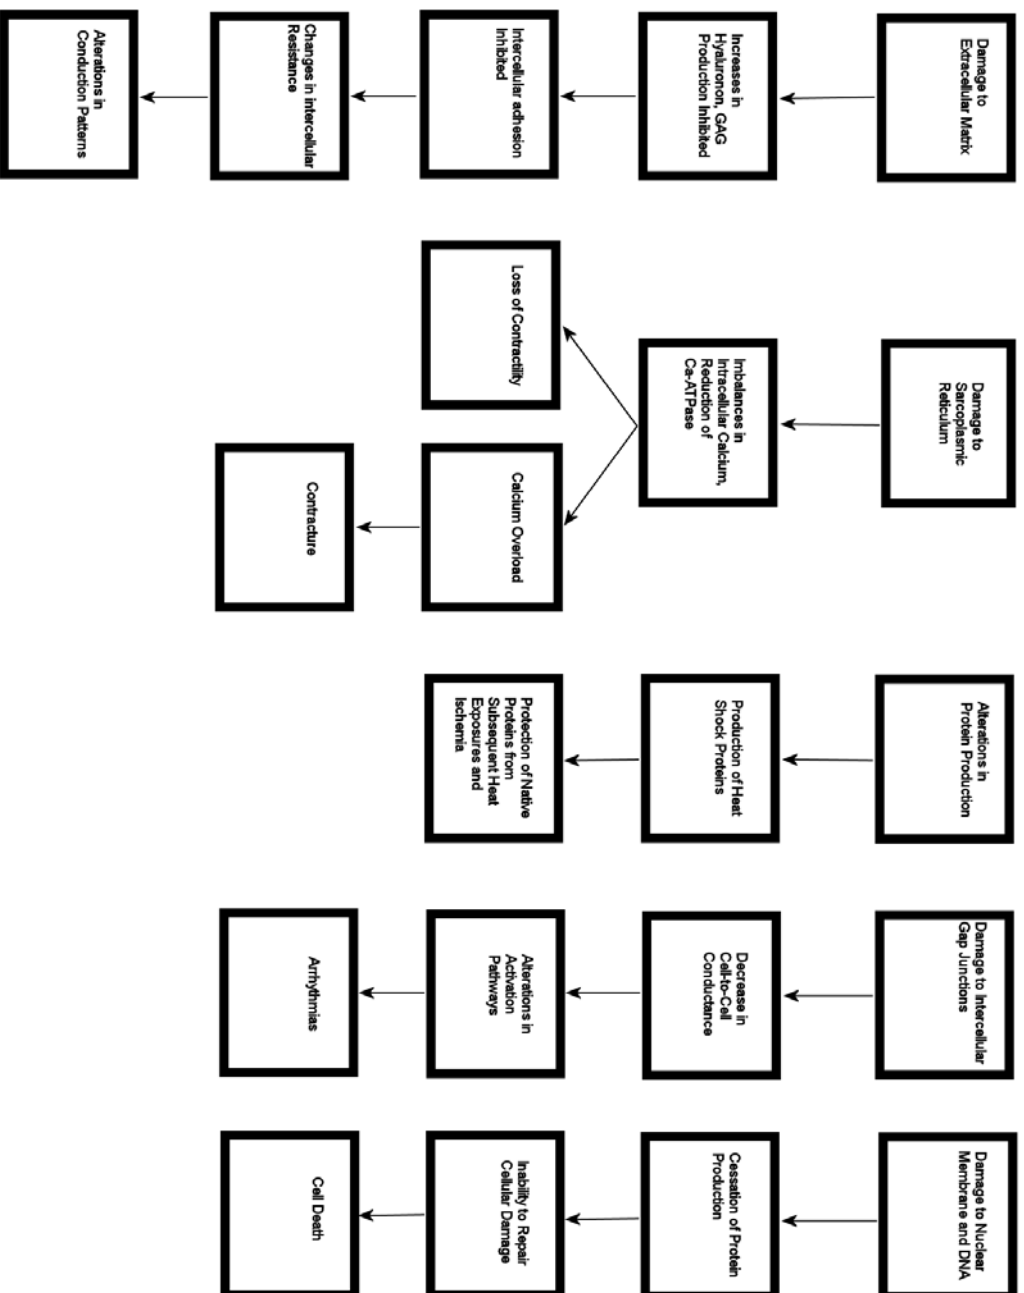 Damage to
Extracellular Matrix
Damage to
Sarcoplasmic
Reticulum
Alterations in
Protein Production
Damage to Intercellular
Gap Junctions
Damage to Nuclear
Membrane and DNA
Increases in
Hyaluronon, GAG
Production Inhibited
Imbalances in
Intracellular Calcium,
Reduction of
Ca-ATPase
Production of Heat
Shock Proteins
Decrease in
Cell-to-Cell
Conductance
Cessation of Protein
Production
Intercellular adhesion
Inhibited
Loss of Contractility
Calcium Overload
Protection of Native
Proteins from
Subsequent Heat
Exposures and
Ischemia
Alterations in
Activation
Pathways
Inability to Repair
Cellular Damage
Changes in intercellular
Resistance
Contracture
Arrhythmias
Cell Death
Alterations in
Conduction Patterns